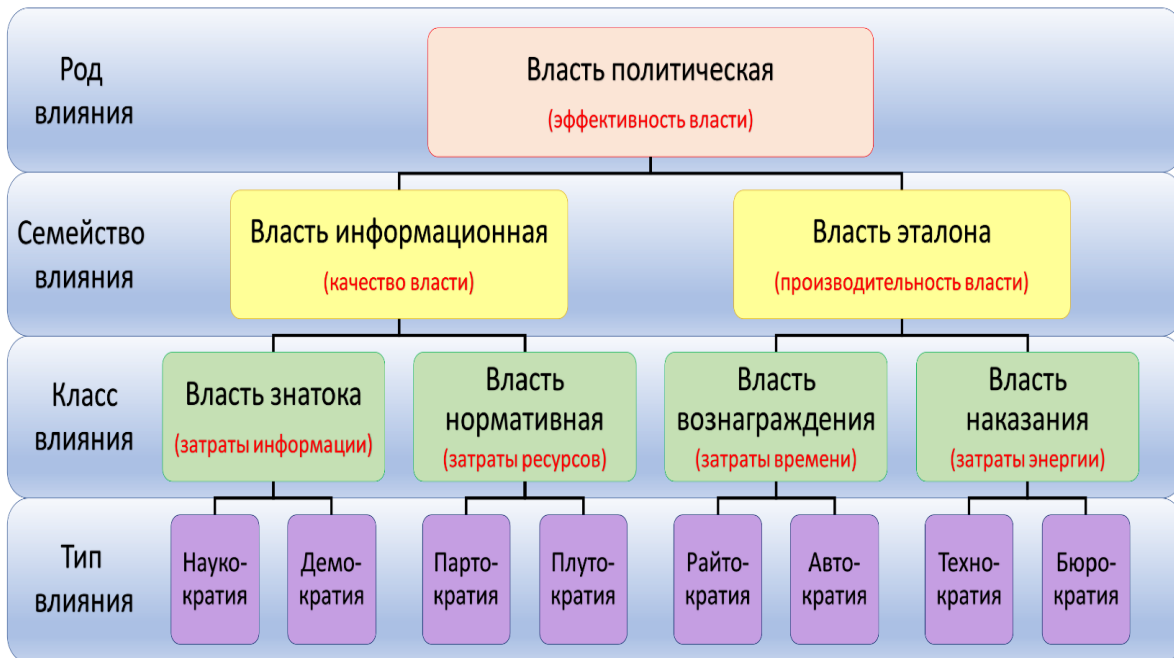 Род
влияния
Власть политическая
(эффективность власти)
Семейство
влияния
Власть информационная
(качество власти)
Власть эталона
(производительность власти)
Класс
влияния
Власть знатока
(затраты информации)
Власть
нормативная
(затраты ресурсов)
Власть
вознаграждения
(затраты времени)
Власть
наказания
(затраты энергии)
Тип
влияния
Науко-
кратия
Демо-
кратия
Парто-
кратия
Плуто-
кратия
Райто-
кратия
Авто-
кратия
Техно-
кратия
Бюро-
кратия